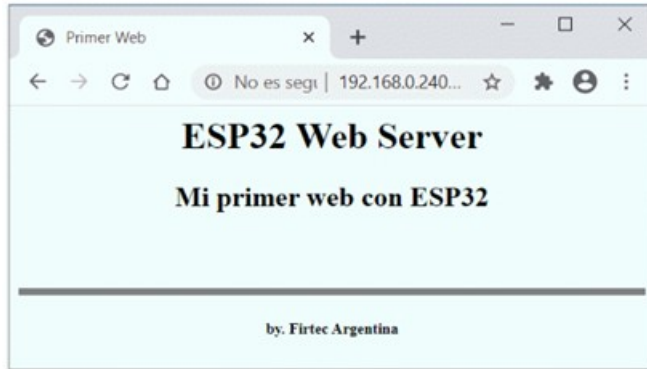 Primer Web
No es segu | 192.168.0.240...
ESP32 Web Server
Mi primer web con ESP32
by. Firtec Argentina